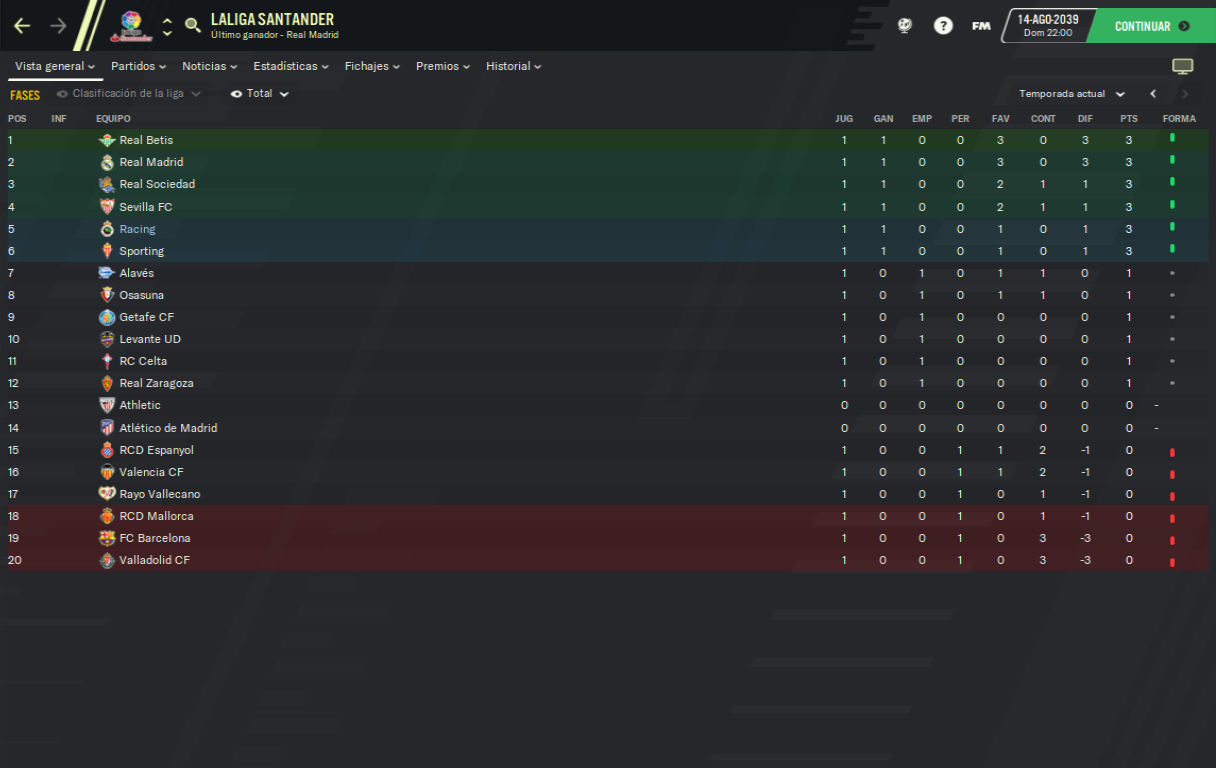 LALIGA SANTANDER
Último ganador - Real Madrid
? FM 14-AGO-2039 CONTINUAR
Dom 22:00
Vista general Partidos Noticias Estadísticas Fichajes Premios Historial
FASES Clasificación de la liga Total Temporada actual
POS INF EQUIPO JUG GAN EMP PER FAV CONT DIF PTS FORMA
1 Real Betis 1 1 0 0 3 0 3 3
2 Real Madrid 1 1 0 0 3 0 3 3
3 Real Sociedad 1 1 0 0 2 1 1 3
4 Sevilla FC 1 1 0 0 2 1 1 3
5 Racing 1 1 0 0 1 0 1 3
6 Sporting 1 1 0 0 1 0 1 3
7 Alavés 1 0 1 0 1 1 0 1
8 Osasuna 1 0 1 0 1 1 0 1
9 Getafe CF 1 0 1 0 0 0 0 1
10 Levante UD 1 0 1 0 0 0 0 1
11 RC Celta 1 0 1 0 0 0 0 1
12 Real Zaragoza 1 0 1 0 0 0 0 1
13 Athletic 0 0 0 0 0 0 0 0 -
14 Atlético de Madrid 0 0 0 0 0 0 0 0 -
15 RCD Espanyol 1 0 0 1 1 2 -1 0
16 Valencia CF 1 0 0 1 1 2 -1 0
17 Rayo Vallecano 1 0 0 1 0 1 -1 0
18 RCD Mallorca 1 0 0 1 0 1 -1 0
19 FC Barcelona 1 0 0 1 0 3 -3 0
20 Valladolid CF 1 0 0 1 0 3 -3 0